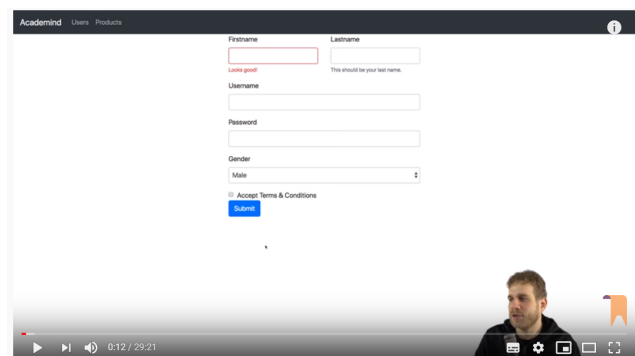 Academind Users Products
Firstname Lastname
Looks good! This should be your last name.
Username
Password
Gender
Male
Accept Terms & Conditions
Submit
0:12 / 29:21